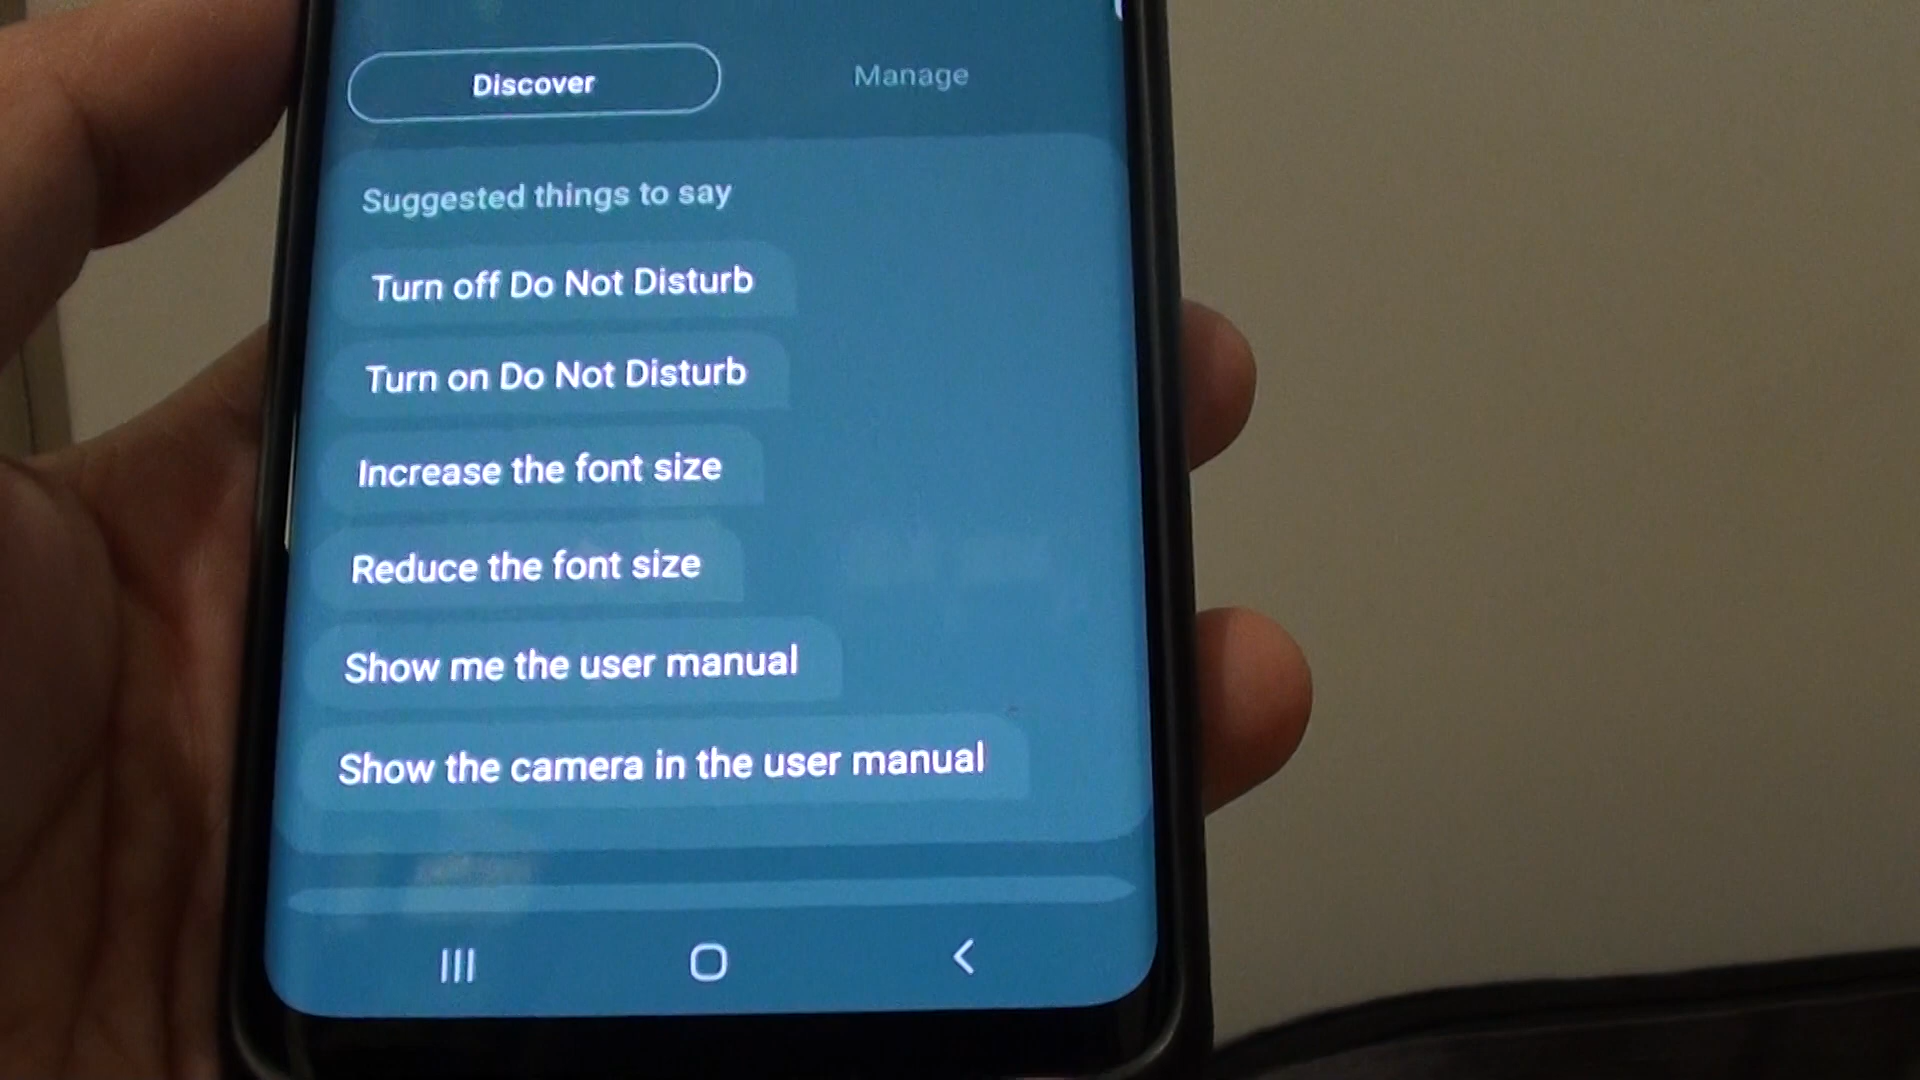 Discover
Manage
Suggested things to say
Turn off Do Not Disturb
Turn on Do Not Disturb
Increase the font size
Reduce the font size
Show me the user manual
Show the camera in the user manual